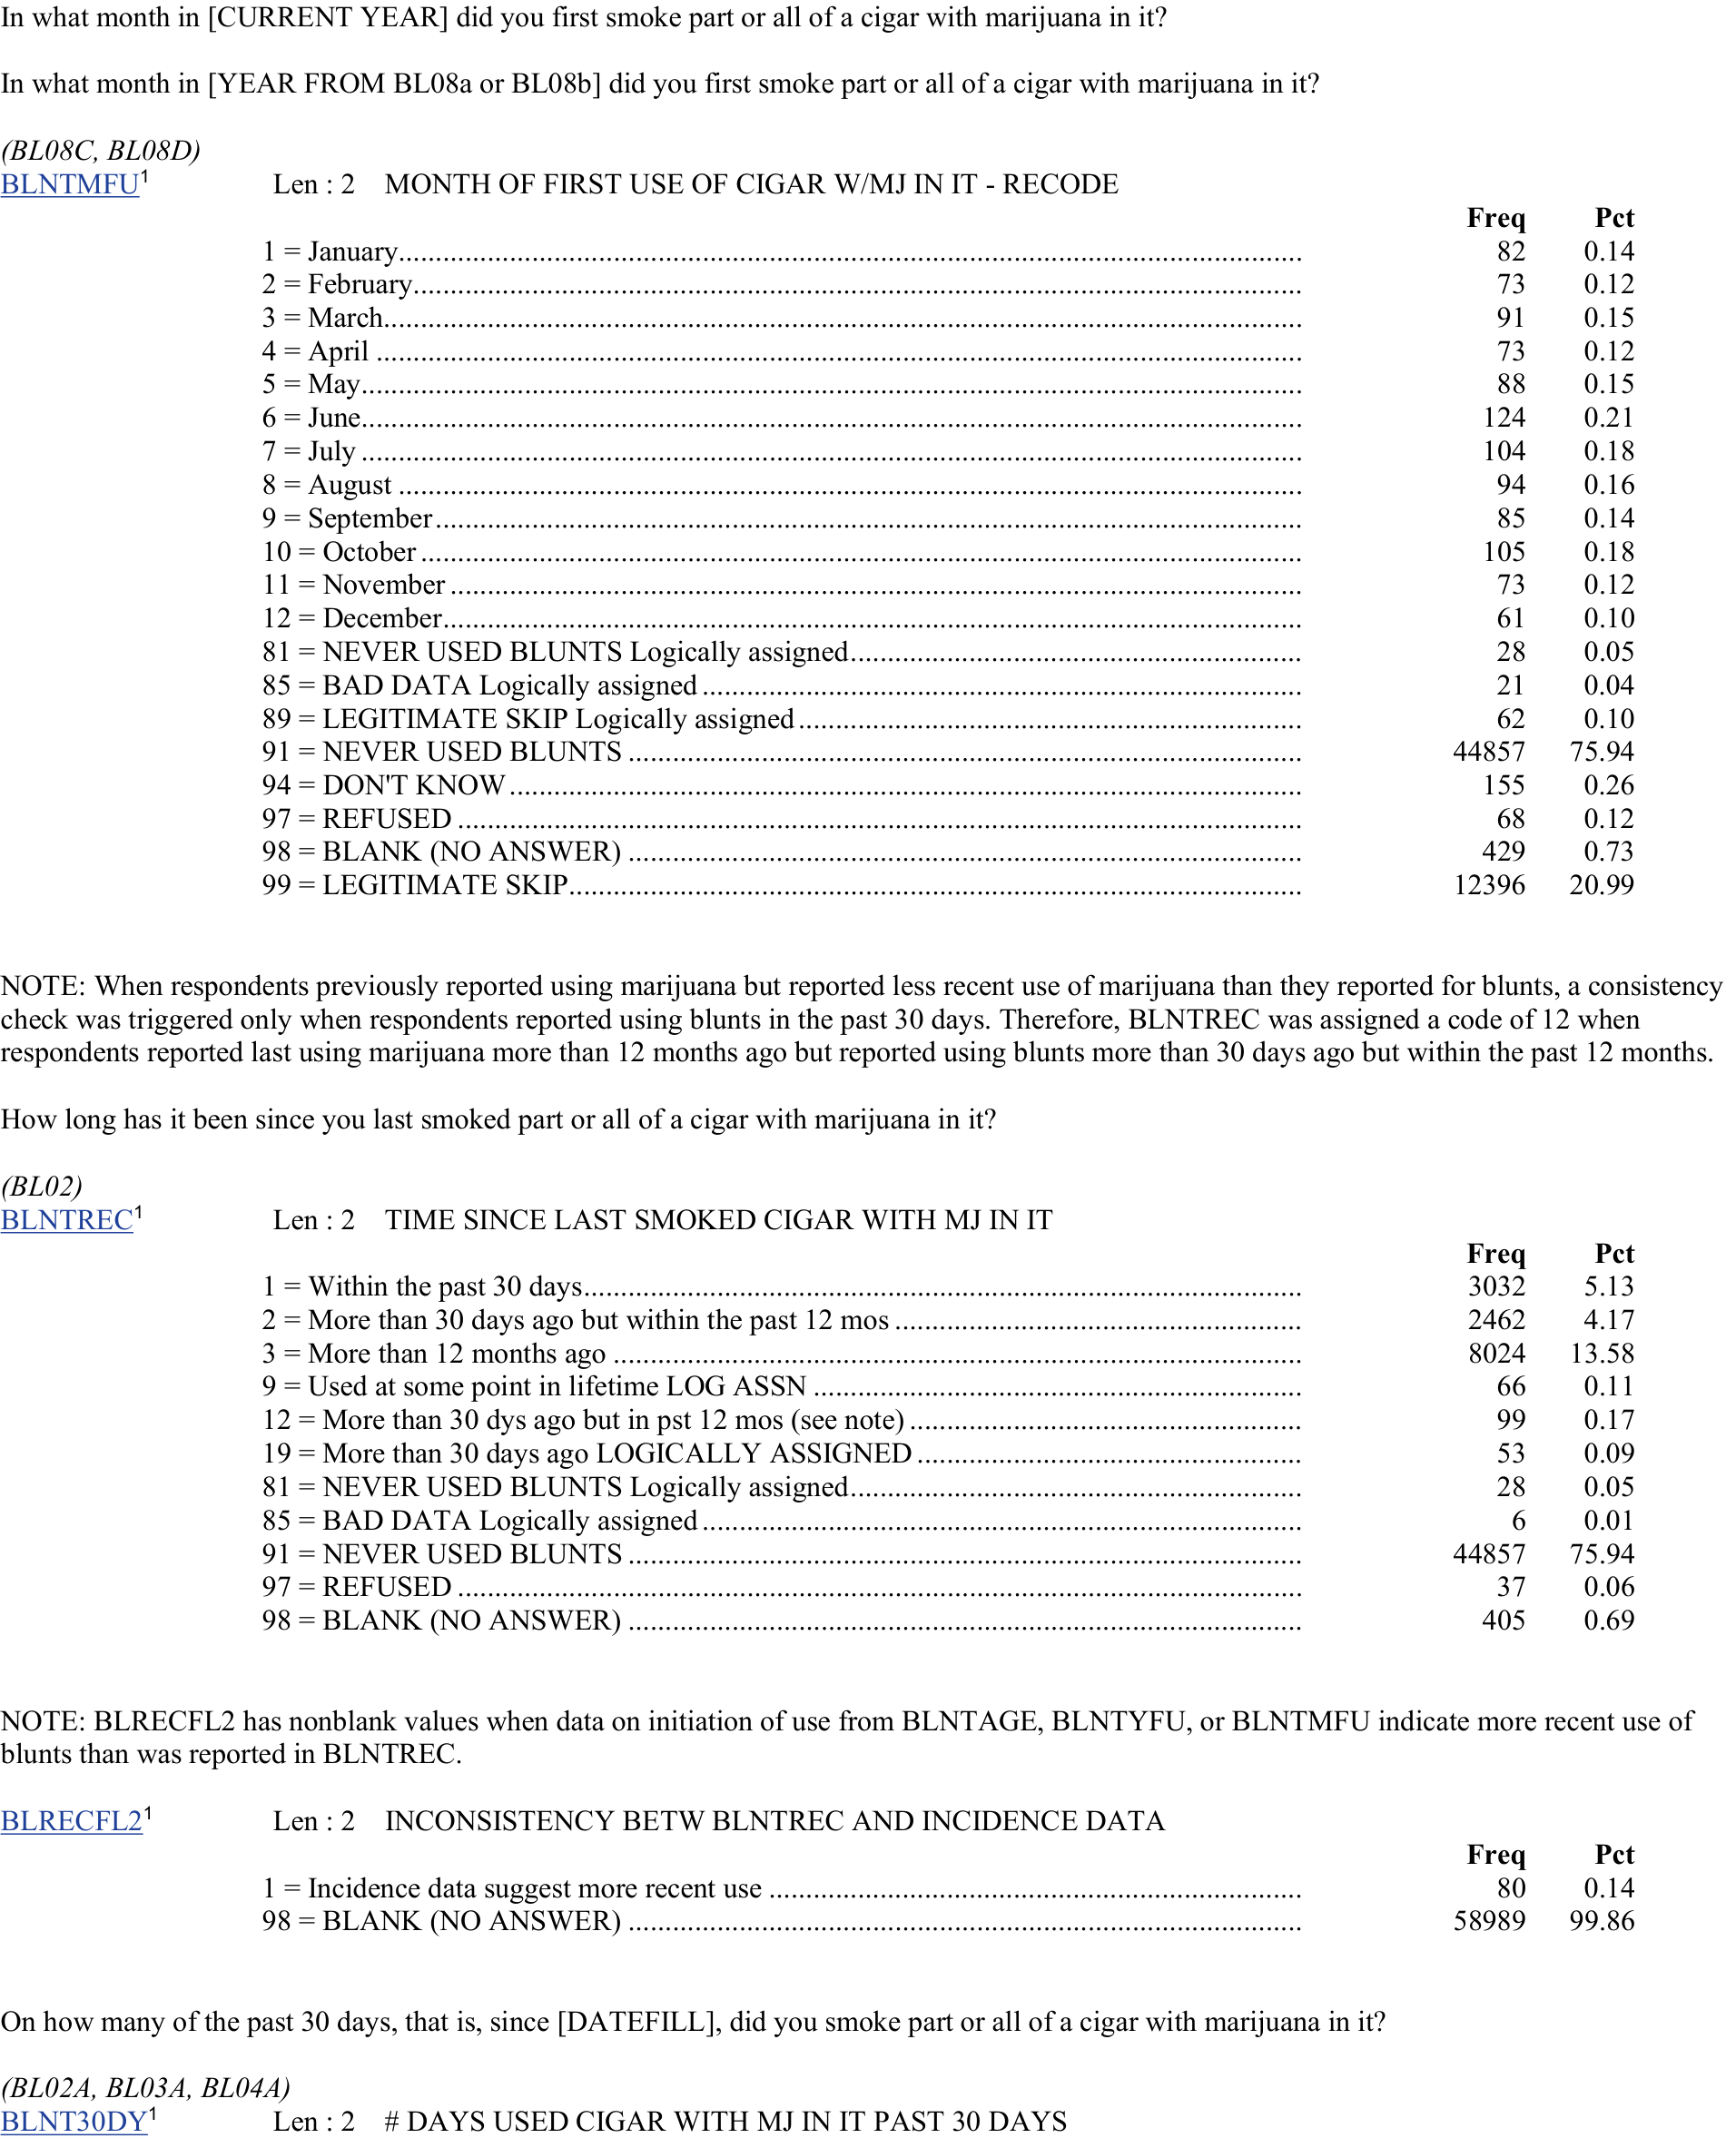 In what month in [CURRENT YEAR] did you first smoke part or all of a cigar with marijuana in it?
In what month in [YEAR FROM BL08a or BL08b] did you first smoke part or all of a cigar with marijuana in it?
(BL08C, BL08D)
BLNTMFU1 Len : 2 MONTH OF FIRST USE OF CIGAR W/MJ IN IT - RECODE
Freq Pct
1 = January 82 0.14
2 = February 73 0.12
3 = March 91 0.15
4 = April 73 0.12
5 = May 88 0.15
6 = June 124 0.21
7 = July 104 0.18
8 = August 94 0.16
9 = September 85 0.14
10 = October 105 0.18
11 = November 73 0.12
12 = December 61 0.10
81 = NEVER USED BLUNTS Logically assigned 28 0.05
85 = BAD DATA Logically assigned 21 0.04
89 = LEGITIMATE SKIP Logically assigned 62 0.10
91 = NEVER USED BLUNTS 44857 75.94
94 = DON'T KNOW 155 0.26
97 = REFUSED 68 0.12
98 = BLANK (NO ANSWER) 429 0.73
99 = LEGITIMATE SKIP 12396 20.99
NOTE: When respondents previously reported using marijuana but reported less recent use of marijuana than they reported for blunts, a consistency
check was triggered only when respondents reported using blunts in the past 30 days. Therefore, BLNTREC was assigned a code of 12 when
respondents reported last using marijuana more than 12 months ago but reported using blunts more than 30 days ago but within the past 12 months.
How long has it been since you last smoked part or all of a cigar with marijuana in it?
(BL02)
BLNTREC1 Len : 2 TIME SINCE LAST SMOKED CIGAR WITH MJ IN IT
Freq Pct
1 = Within the past 30 days 3032 5.13
2 = More than 30 days ago but within the past 12 mos 2462 4.17
3 = More than 12 months ago 8024 13.58
9 = Used at some point in lifetime LOG ASSN 66 0.11
12 = More than 30 dys ago but in pst 12 mos (see note) 99 0.17
19 = More than 30 days ago LOGICALLY ASSIGNED 53 0.09
81 = NEVER USED BLUNTS Logically assigned 28 0.05
85 = BAD DATA Logically assigned 6 0.01
91 = NEVER USED BLUNTS 44857 75.94
97 = REFUSED 37 0.06
98 = BLANK (NO ANSWER) 405 0.69
NOTE: BLRECFL2 has nonblank values when data on initiation of use from BLNTAGE, BLNTYFU, or BLNTMFU indicate more recent use of
blunts than was reported in BLNTREC.
BLRECFL21 Len : 2 INCONSISTENCY BETW BLNTREC AND INCIDENCE DATA
Freq Pct
1 = Incidence data suggest more recent use 80 0.14
98 = BLANK (NO ANSWER) 58989 99.86
On how many of the past 30 days, that is, since [DATEFILL], did you smoke part or all of a cigar with marijuana in it?
(BL02A, BL03A, BL04A)
BLNT30DY1 Len : 2 # DAYS USED CIGAR WITH MJ IN IT PAST 30 DAYS